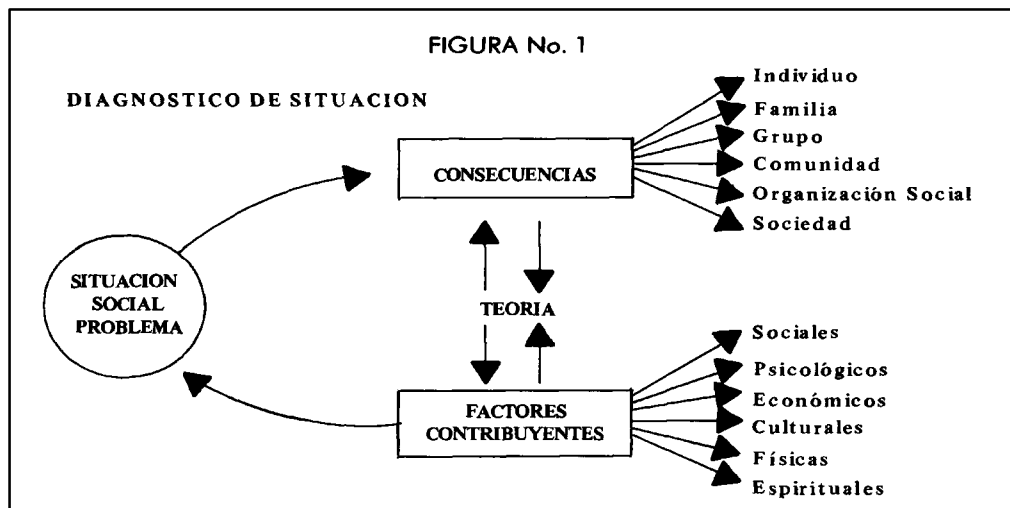 FIGURA No. 1
DIAGNOSTICO DE SITUACION
SITUACION
SOCIAL
PROBLEMA
CONSECUENCIAS
Individuo
Familia
Grupo
Comunidad
Organización Social
Sociedad
TEORIA
FACTORES
CONTRIBUYENTES
Sociales
Psicológicos
Económicos
Culturales
Físicas
Espirituales